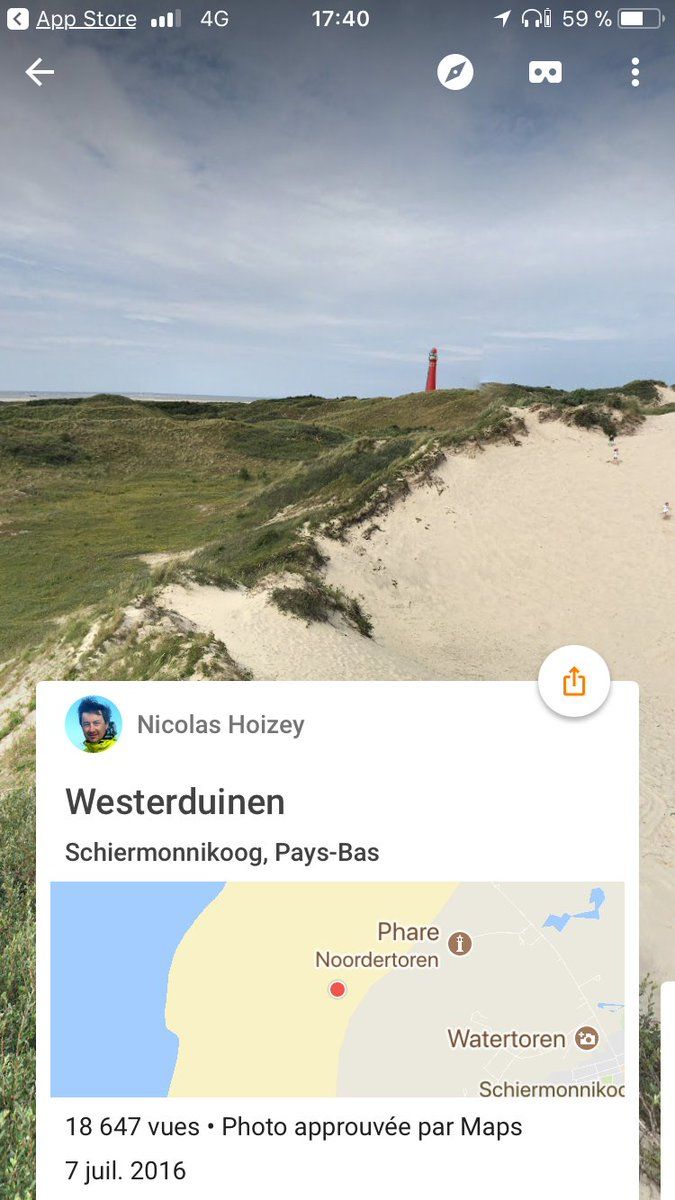 App Store 4G 17:40 59 %
Nicolas Hoizey
Westerduinen
Schiermonnikoog, Pays-Bas
Phare
Noordertoren
Watertoren
Schiermonnikoo
18 647 vues • Photo approuvée par Maps
7 juil. 2016